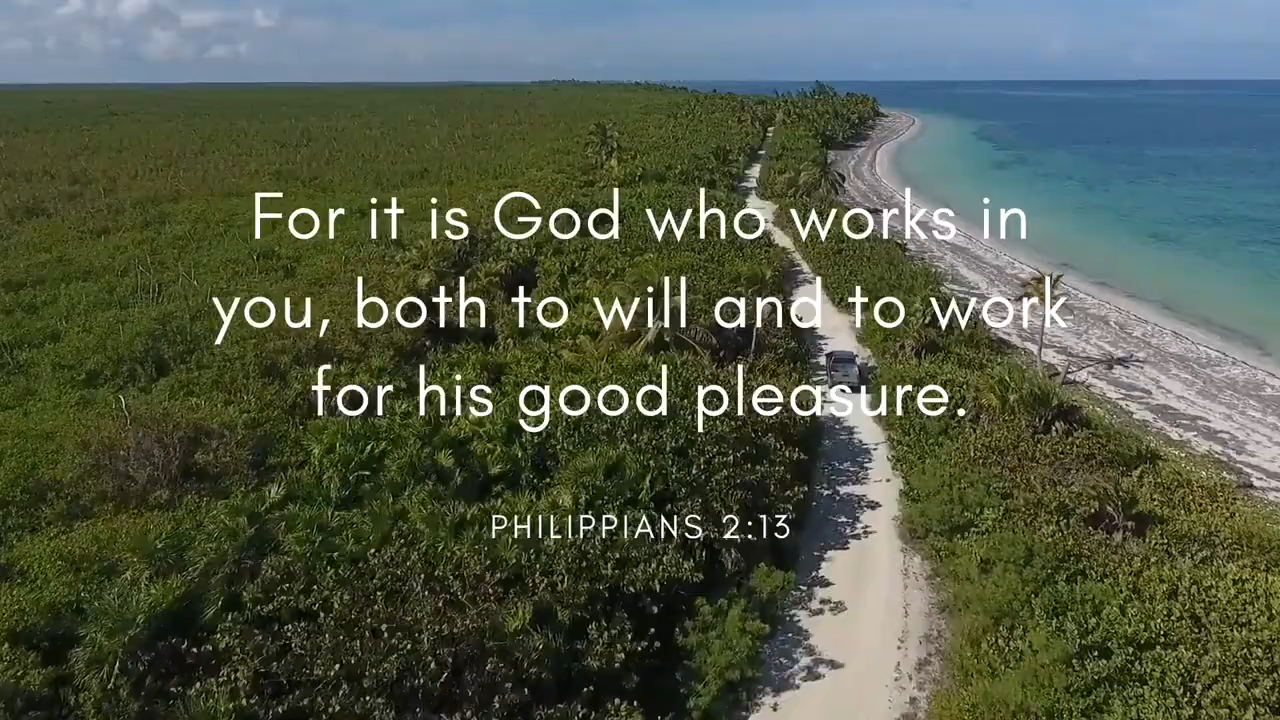 For it is God who works in
you, both to will and to work
for his good pleasure.
PHILIPPIANS 2:13